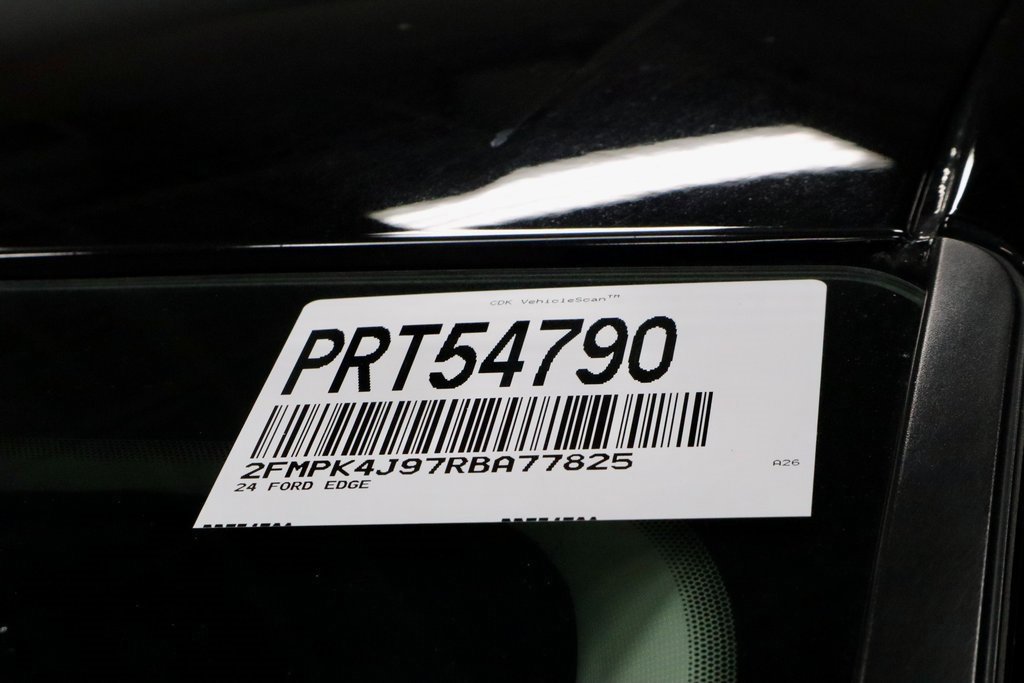 CDK VehicleScan™
PRT54790
2FMPK4J97RBA77825
24 FORD EDGE
A26